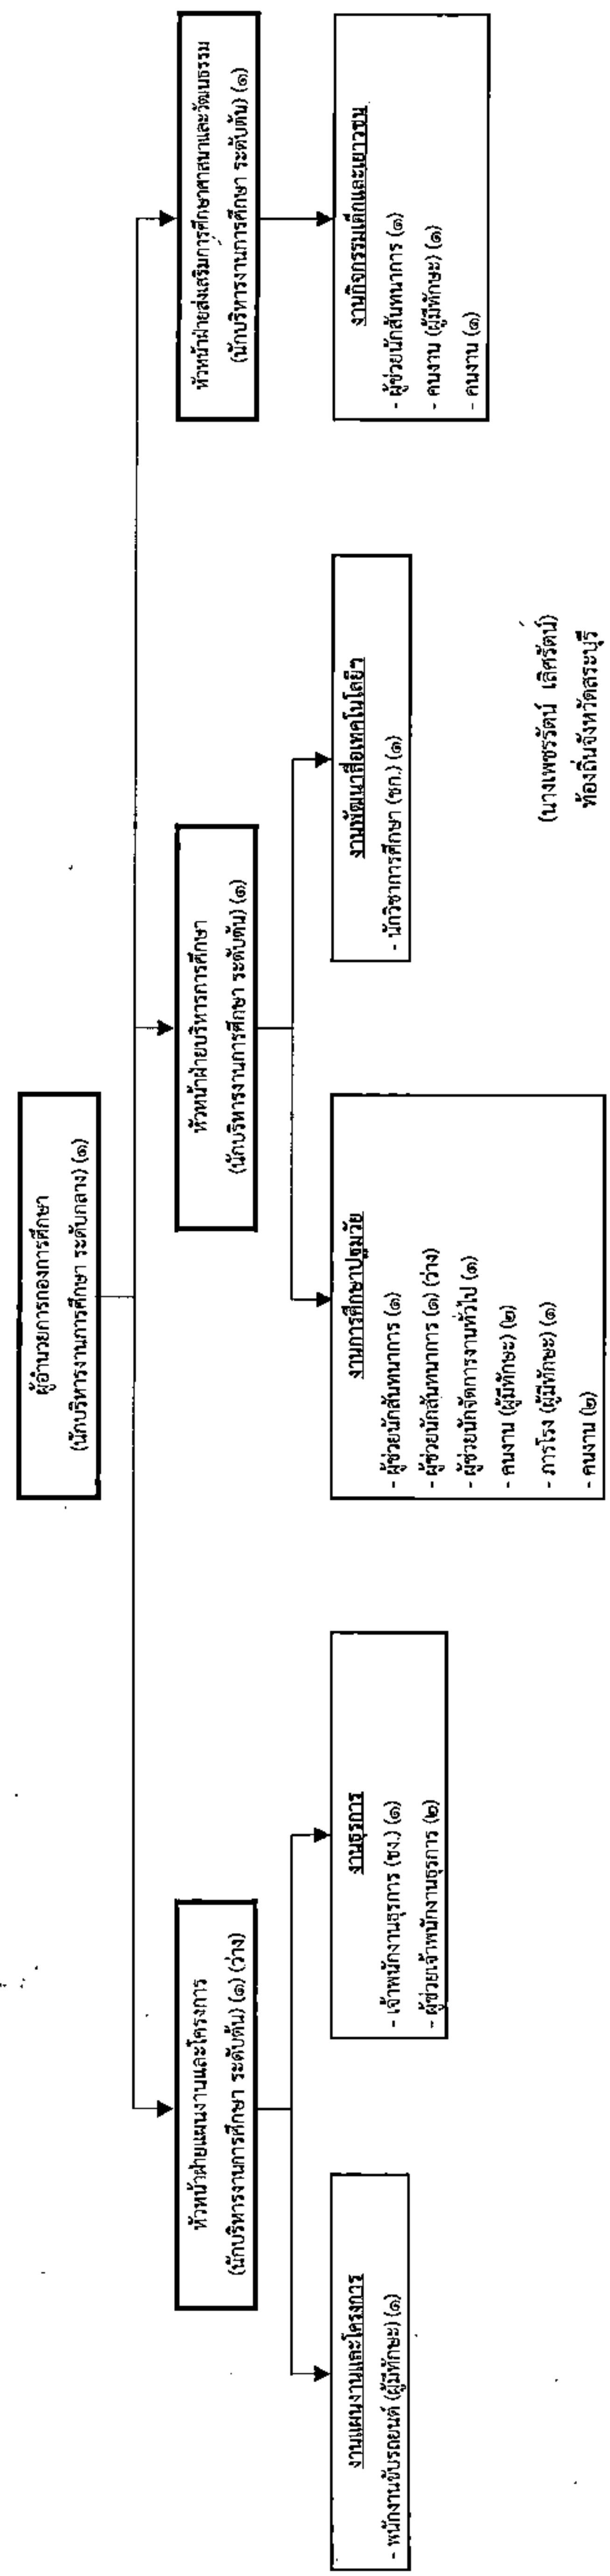 ผู้อำนวยการกองการศึกษา
(นักบริหารงานการศึกษา ระดับกลาง) (๑)
หัวหน้าฝ่ายแผนงานและโครงการ
(นักบริหารงานการศึกษา ระดับต้น) (๑) (ว่าง)
หัวหน้าฝ่ายบริหารการศึกษา
(นักบริหารงานการศึกษา ระดับต้น) (๑)
หัวหน้าฝ่ายส่งเสริมการศึกษาศาสนาและวัฒนธรรม
(นักบริหารงานการศึกษา ระดับต้น) (๑)
งานแผนงานและโครงการ
- พนักงานขับรถยนต์ (ผู้มีทักษะ) (๑)
งานธุรการ
- เจ้าพนักงานธุรการ (ชง.) (๑)
- ผู้ช่วยเจ้าพนักงานธุรการ (๒)
งานการศึกษาปฐมวัย
- ผู้ช่วยนักสันทนาการ (๑)
- ผู้ช่วยนักสันทนาการ (๑) (ว่าง)
- ผู้ช่วยนักจัดการงานทั่วไป (๑)
- คนงาน (ผู้มีทักษะ) (๒)
- ภารโรง (ผู้มีทักษะ) (๑)
- คนงาน (๒)
งานพัฒนาสื่อเทคโนโลยีฯ
- นักวิชาการศึกษา (ชก.) (๑)
งานกิจกรรมเด็กและเยาวชน
- ผู้ช่วยนักสันทนาการ (๑)
- คนงาน (ผู้มีทักษะ) (๑)
- คนงาน (๑)
(นางเพชรรัตน์ เลิศรัตน์)
ท้องถิ่นจังหวัดสระบุรี